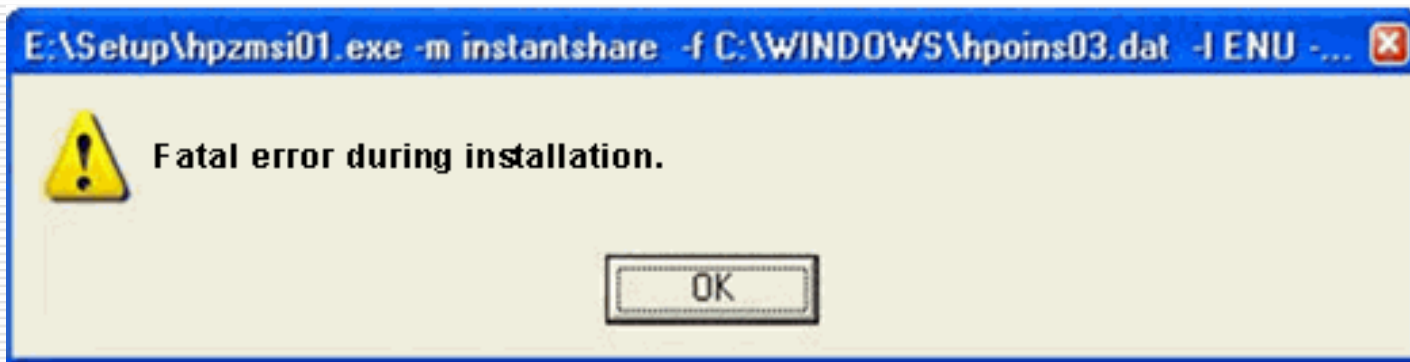 E:\Setup\hpzmsi01.exe -m instantshare -f C:\WINDOWS\hpoins03.dat -l ENU -...
Fatal error during installation.
OK